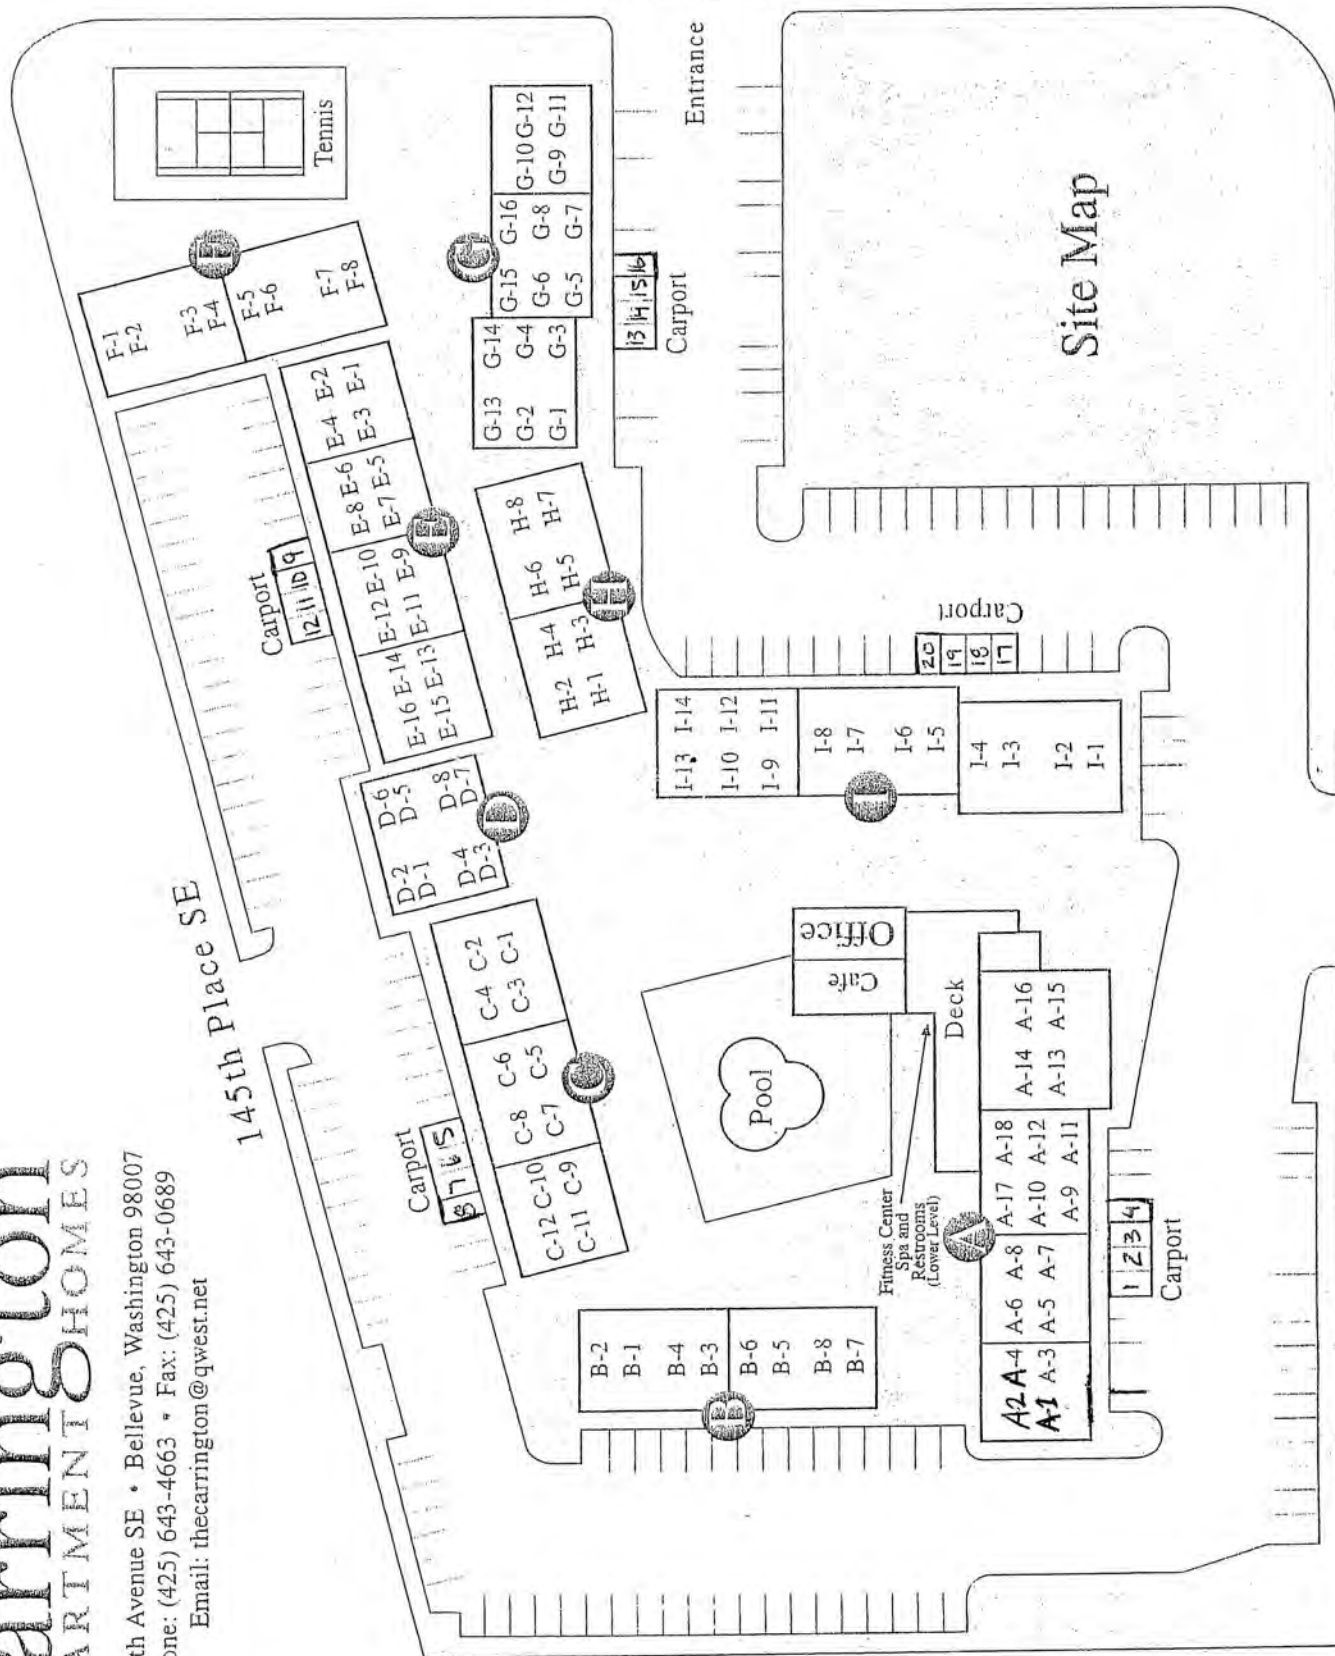 arrington
ARTMENT HOMES
th Avenue SE • Bellevue, Washington 98007
one: (425) 643-4663 • Fax: (425) 643-0689
Email: thecarrington@qwest.net
145th Place SE
Carport
8 7 6 5
Carport
12 11 10 9
F-1
F-2
F-3
F-4
F
F-5
F-6
F-7
F-8
Tennis
E-16 E-14 E-12 E-10 E-8 E-6 E-4 E-2
E-15 E-13 E-11 E-9 E-7 E-5 E-3 E-1
E
D-2 D-6
D-1 D-5
D-4 D-8
D-3 D-7
D
C-12 C-10 C-8 C-6 C-4 C-2
C-11 C-9 C-7 C-5 C-3 C-1
C
G
G-13 G-14 G-15 G-16
G-2 G-4 G-6 G-8 G-10 G-12
G-1 G-3 G-5 G-7 G-9 G-11
H-2 H-4 H-6 H-8
H-1 H-3 H-5 H-7
H
13 14 15 16
Carport
Entrance
B-2
B-1
B-4
B-3
B
B-6
B-5
B-8
B-7
Pool
Cafe
Office
Deck
Fitness Center
Spa and
Restrooms
(Lower Level)
I-13 I-14
I-10 I-12
I-9 I-11
I-8
I-7
I
I-6
I-5
I-4
I-3
I-2
I-1
20
19
18
17
Carport
A
A-17 A-18
A2 A-4 A-6 A-8 A-10 A-12 A-14 A-16
A-1 A-3 A-5 A-7 A-9 A-11 A-13 A-15
1 2 3 4
Carport
Site Map